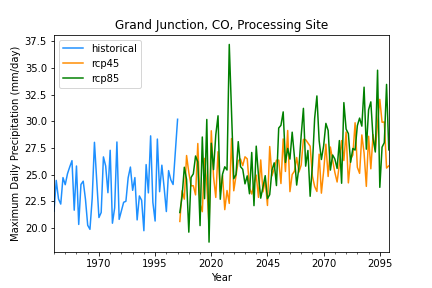 Grand Junction, CO, Processing Site
Maximum Daily Precipitation (mm/day)
37.5
35.0
32.5
30.0
27.5
25.0
22.5
20.0
historical
rcp45
rcp85
1970 1995 2020 2045 2070 2095
Year